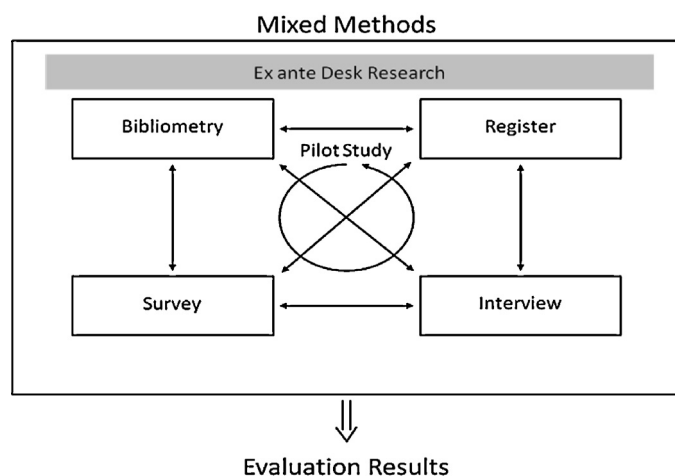 Mixed Methods
Ex ante Desk Research
Bibliometry
Register
Pilot Study
Survey
Interview
Evaluation Results